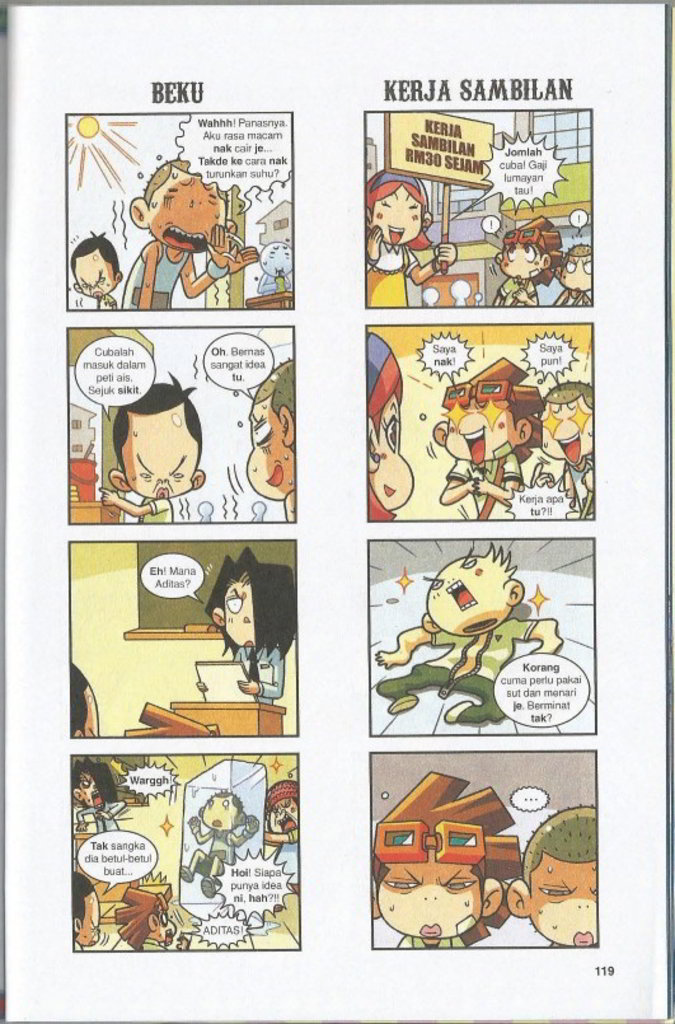 BEKU
Wahhh! Panasnya.
Aku rasa macam
nak cair je...
Takde ke cara nak
turunkan suhu?
Cubalah
masuk dalam
peti ais.
Sejuk sikit.
Oh. Bernas
sangat idea
tu.
Eh! Mana
Aditas?
Warggh!
Tak sangka
dia betul-betul
buat...
Hoi! Siapa
punya idea
ni, hah?!!
ADITAS!
KERJA SAMBILAN
KERJA
SAMBILAN
RM30 SEJAM
Jomlah
cuba! Gaji
lumayan
tau!
!
!
Saya
nak!
Saya
pun!
Kerja apa
tu?!!
Korang
cuma perlu pakai
sut dan menari
je. Berminat
tak?
...
119